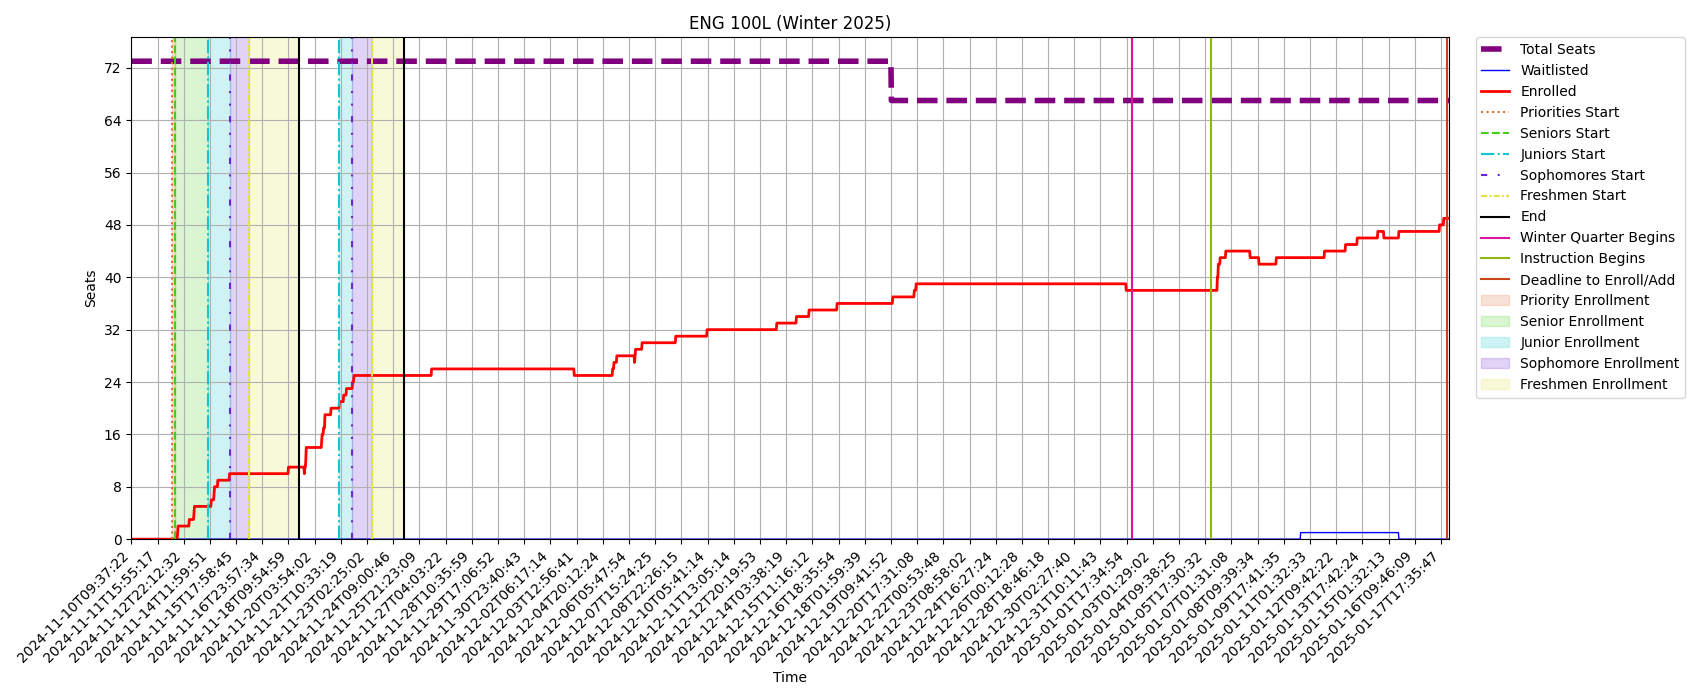 ENG 100L (Winter 2025)
72
64
56
48
40
32
24
16
8
0
Seats
2024-11-10T09:37:22
2024-11-11T15:55:17
2024-11-12T22:12:32
2024-11-14T11:59:51
2024-11-15T17:58:45
2024-11-16T23:57:34
2024-11-18T09:54:59
2024-11-20T03:54:02
2024-11-21T10:33:19
2024-11-23T02:25:02
2024-11-24T09:00:46
2024-11-25T21:23:09
2024-11-27T04:03:22
2024-11-28T10:35:59
2024-11-29T17:06:52
2024-11-30T23:40:43
2024-12-02T06:17:14
2024-12-03T12:56:41
2024-12-04T20:12:24
2024-12-06T05:47:54
2024-12-07T15:24:25
2024-12-08T22:26:15
2024-12-10T05:41:14
2024-12-11T13:05:14
2024-12-12T20:19:53
2024-12-14T03:38:19
2024-12-15T11:16:12
2024-12-16T18:35:54
2024-12-18T01:59:39
2024-12-19T09:41:52
2024-12-20T17:31:08
2024-12-22T00:53:48
2024-12-23T08:58:02
2024-12-24T16:27:24
2024-12-26T00:12:28
2024-12-28T18:46:18
2024-12-30T02:27:40
2024-12-31T10:11:43
2025-01-01T17:34:54
2025-01-03T01:29:02
2025-01-04T09:38:25
2025-01-05T17:30:32
2025-01-07T01:31:08
2025-01-08T09:39:34
2025-01-09T17:41:35
2025-01-11T01:32:33
2025-01-12T09:42:22
2025-01-13T17:42:24
2025-01-15T01:32:13
2025-01-16T09:46:09
2025-01-17T17:35:47
Time
Total Seats
Waitlisted
Enrolled
Priorities Start
Seniors Start
Juniors Start
Sophomores Start
Freshmen Start
End
Winter Quarter Begins
Instruction Begins
Deadline to Enroll/Add
Priority Enrollment
Senior Enrollment
Junior Enrollment
Sophomore Enrollment
Freshmen Enrollment